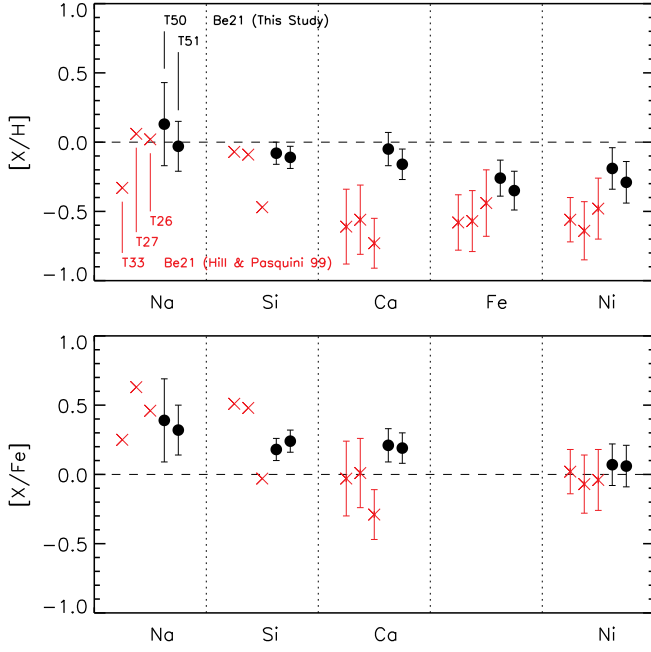 1.0
T50 Be21 (This Study)
T51
0.5
[X/H]
0.0
-0.5
T26
T27
T33 Be21 (Hill & Pasquini 99)
-1.0
Na Si Ca Fe Ni
1.0
0.5
[X/Fe]
0.0
-0.5
-1.0
Na Si Ca Ni